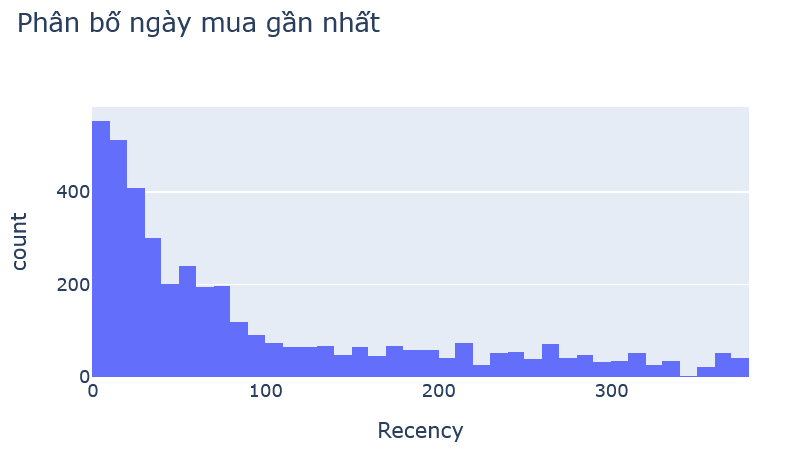 Phân bố ngày mua gần nhất
400
200
0
count
0 100 200 300
Recency